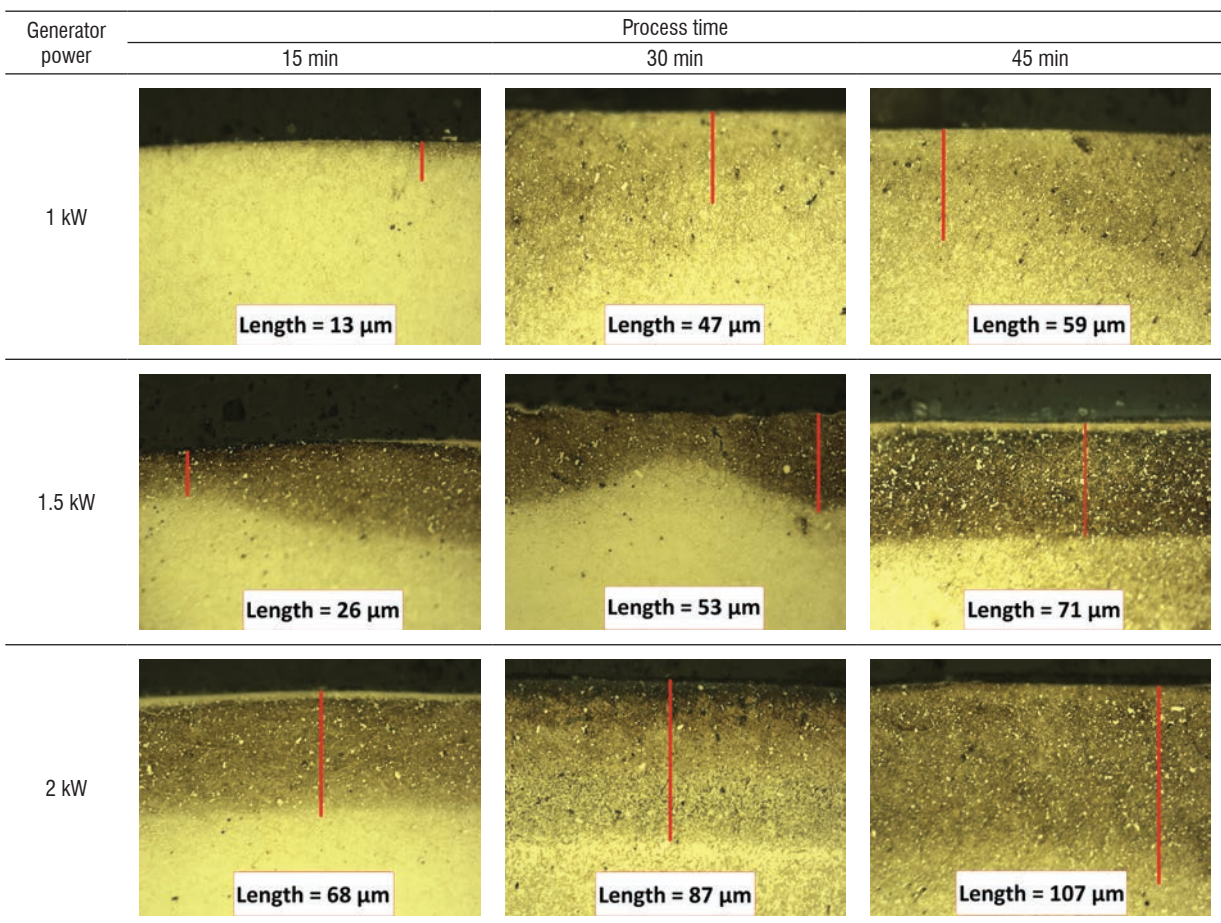 Generator power
Process time
15 min
30 min
45 min
1 kW
Length = 13 µm
Length = 47 µm
Length = 59 µm
1.5 kW
Length = 26 µm
Length = 53 µm
Length = 71 µm
2 kW
Length = 68 µm
Length = 87 µm
Length = 107 µm